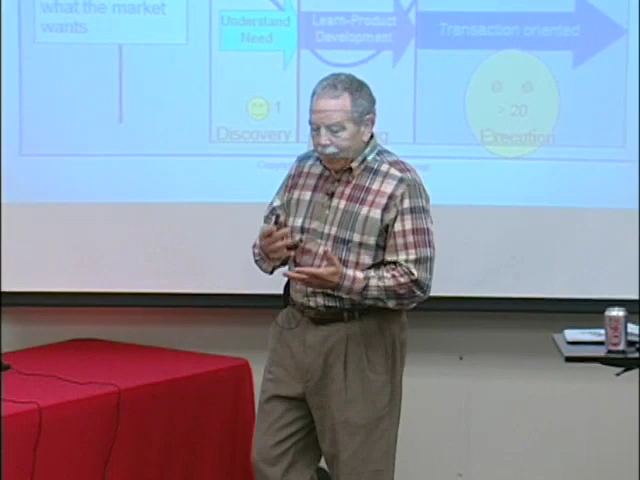 what the market
wants
Understand
Need
Learn-Product
Development
Transaction oriented
1
> 20
Discovery
Execution